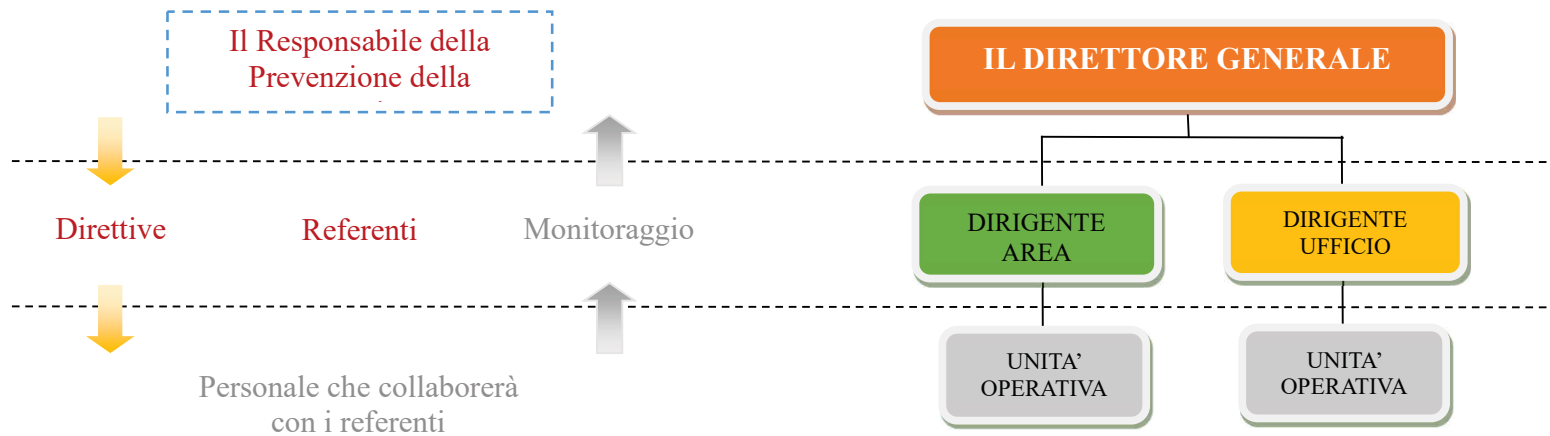 Il Responsabile della
Prevenzione della
IL DIRETTORE GENERALE
Direttive
Referenti
Monitoraggio
DIRIGENTE
AREA
DIRIGENTE
UFFICIO
Personale che collaborerà
con i referenti
UNITA’
OPERATIVA
UNITA’
OPERATIVA